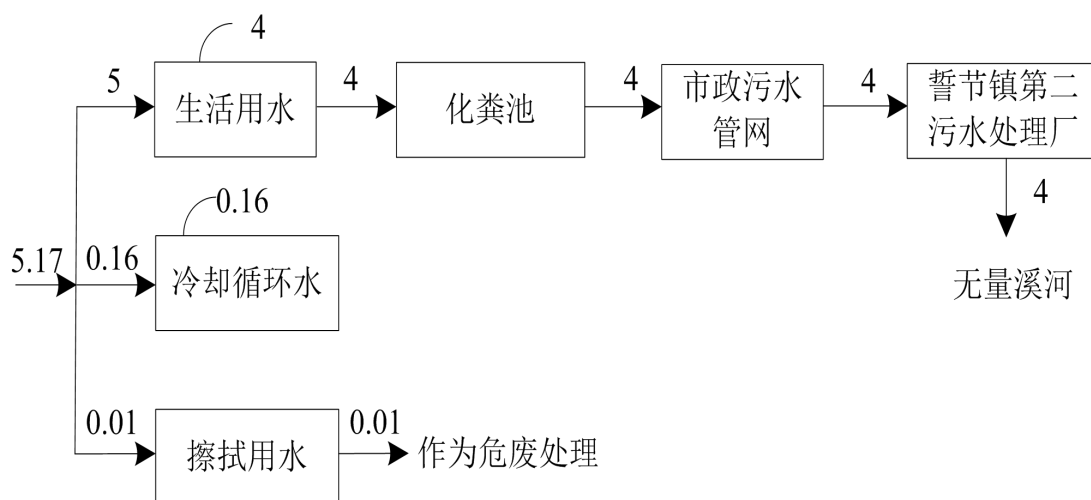 4
5
生活用水
4
化粪池
4
市政污水
管网
4
誓节镇第二
污水处理厂
4
无量溪河
0.16
5.17
0.16
冷却循环水
0.01
擦拭用水
0.01
作为危废处理